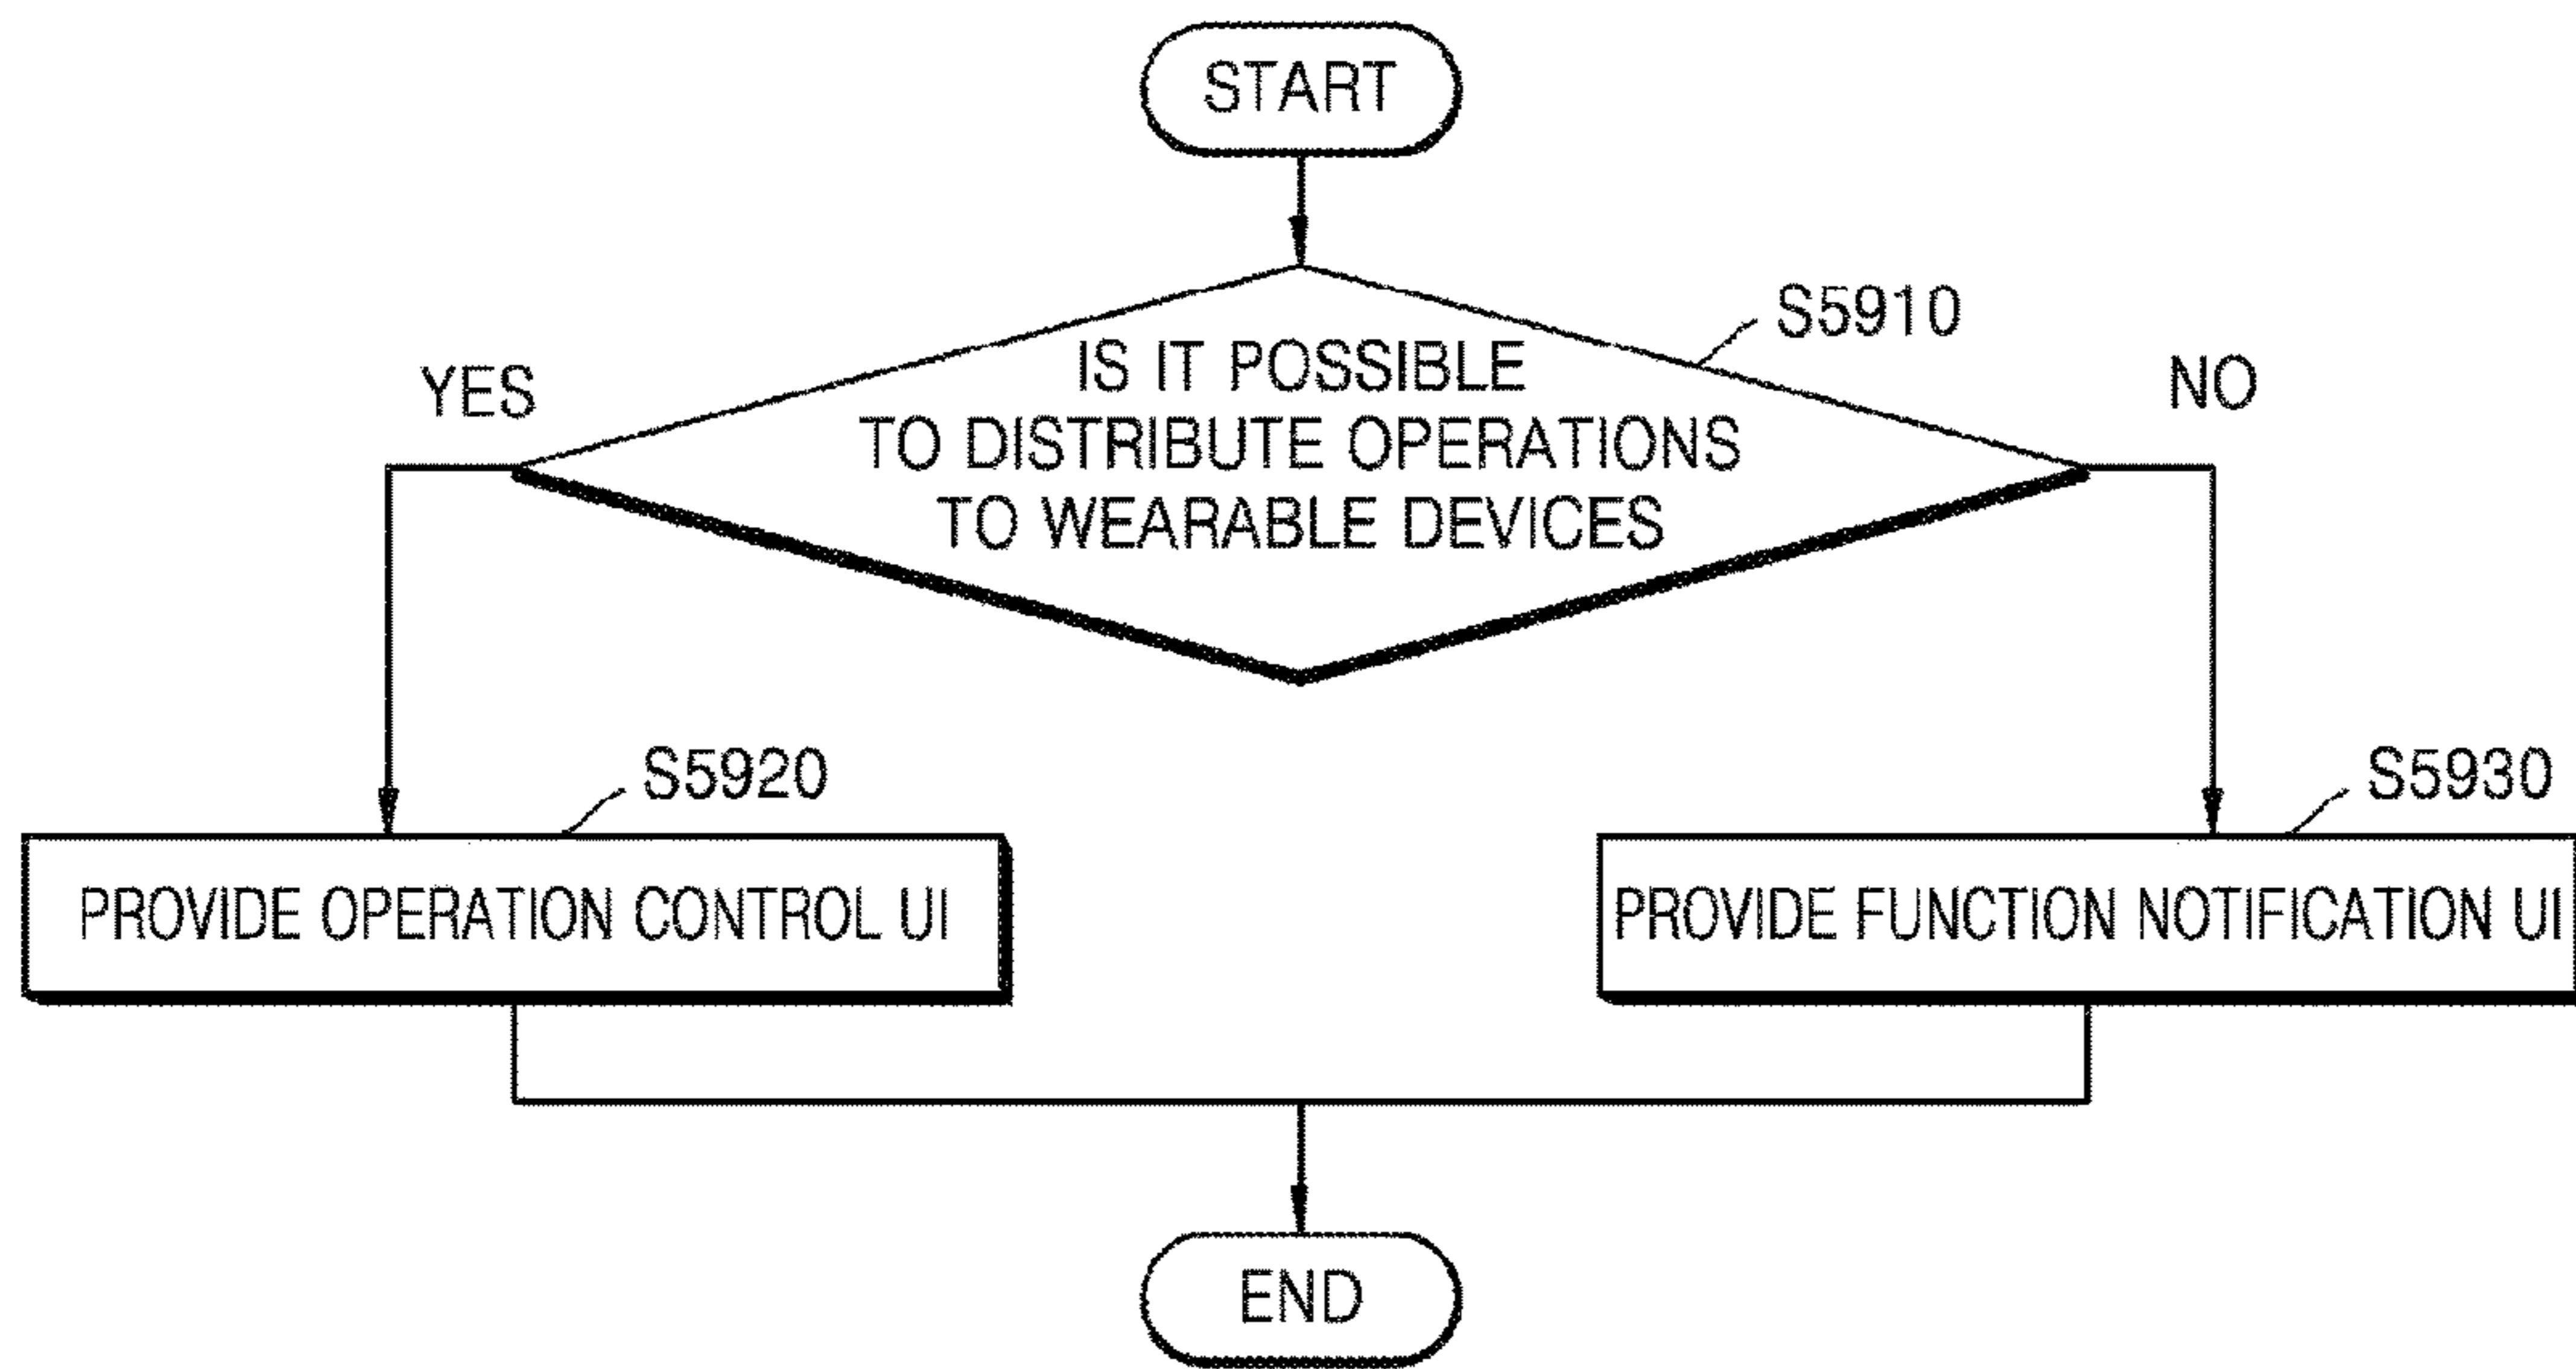 START
S5910
YES
IS IT POSSIBLE
TO DISTRIBUTE OPERATIONS
TO WEARABLE DEVICES
NO
S5920
S5930
PROVIDE OPERATION CONTROL UI
PROVIDE FUNCTION NOTIFICATION UI
END